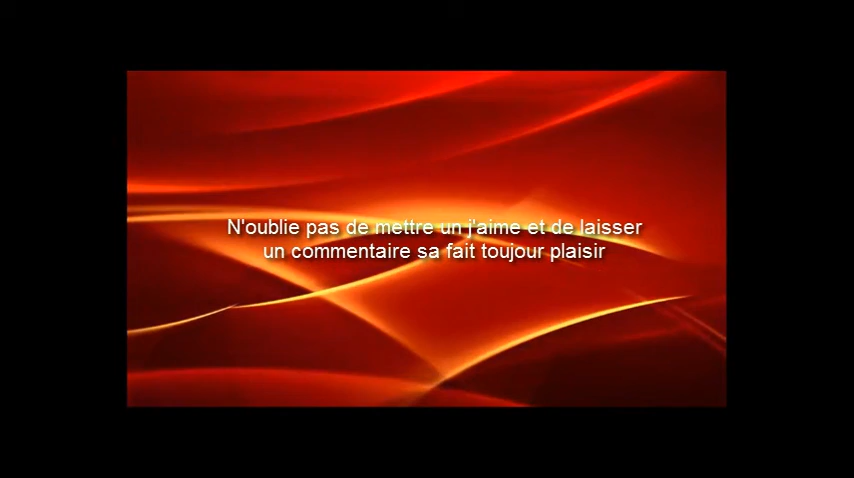 N'oublie pas de mettre un j'aime et de laisser
un commentaire sa fait toujour plaisir